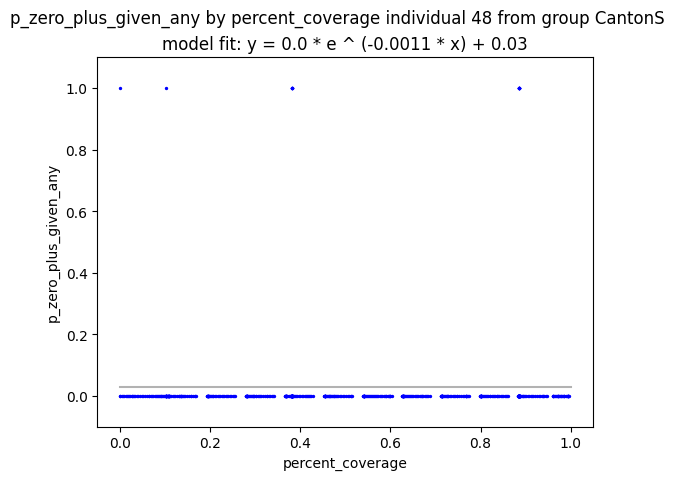 p_zero_plus_given_any by percent_coverage individual 48 from group CantonS
model fit: y = 0.0 * e ^ (-0.0011 * x) + 0.03
1.0
0.8
0.6
0.4
0.2
0.0
p_zero_plus_given_any
0.0 0.2 0.4 0.6 0.8 1.0
percent_coverage